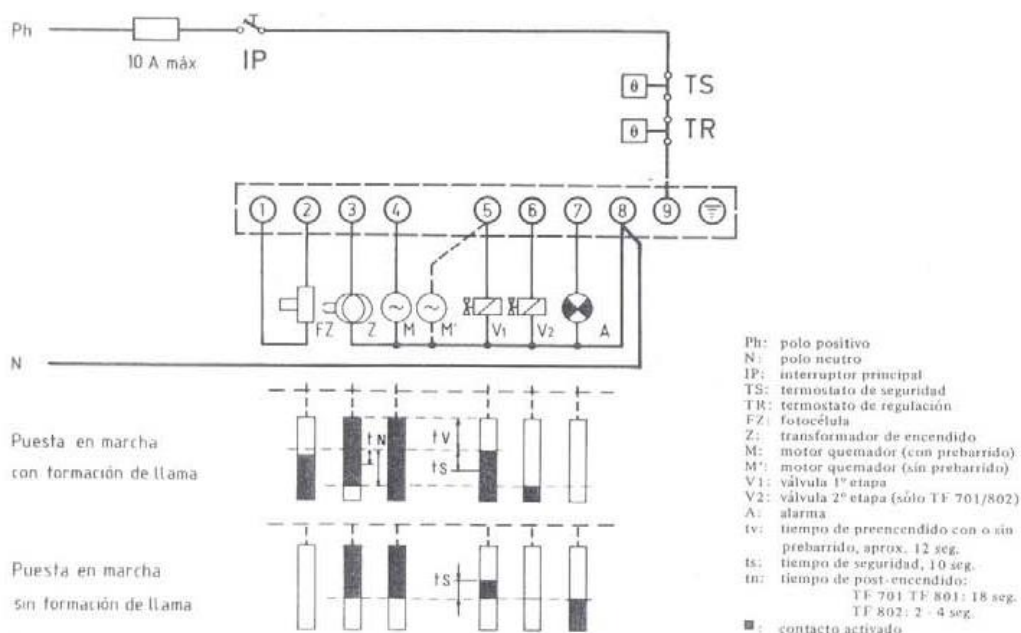 Ph
10 A máx
IP
θ TS
θ TR
1 2 3 4 5 6 7 8 9
FZ Z M M' V1 V2 A
N
Puesta en marcha
con formación de llama
t N
t V
t S
Puesta en marcha
sin formación de llama
t S
Ph: polo positivo
N: polo neutro
IP: interruptor principal
TS: termostato de seguridad
TR: termostato de regulación
FZ: fotocélula
Z: transformador de encendido
M: motor quemador (con prebarrido)
M': motor quemador (sin prebarrido)
V1: válvula 1º etapa
V2: válvula 2º etapa (sólo TF 701/802)
A: alarma
tv: tiempo de preencendido con o sin
prebarrido, aprox. 12 seg.
ts: tiempo de seguridad, 10 seg.
tn: tiempo de post-encendido:
TF 701 TF 801: 18 seg.
TF 802: 2 - 4 seg.
■: contacto activado